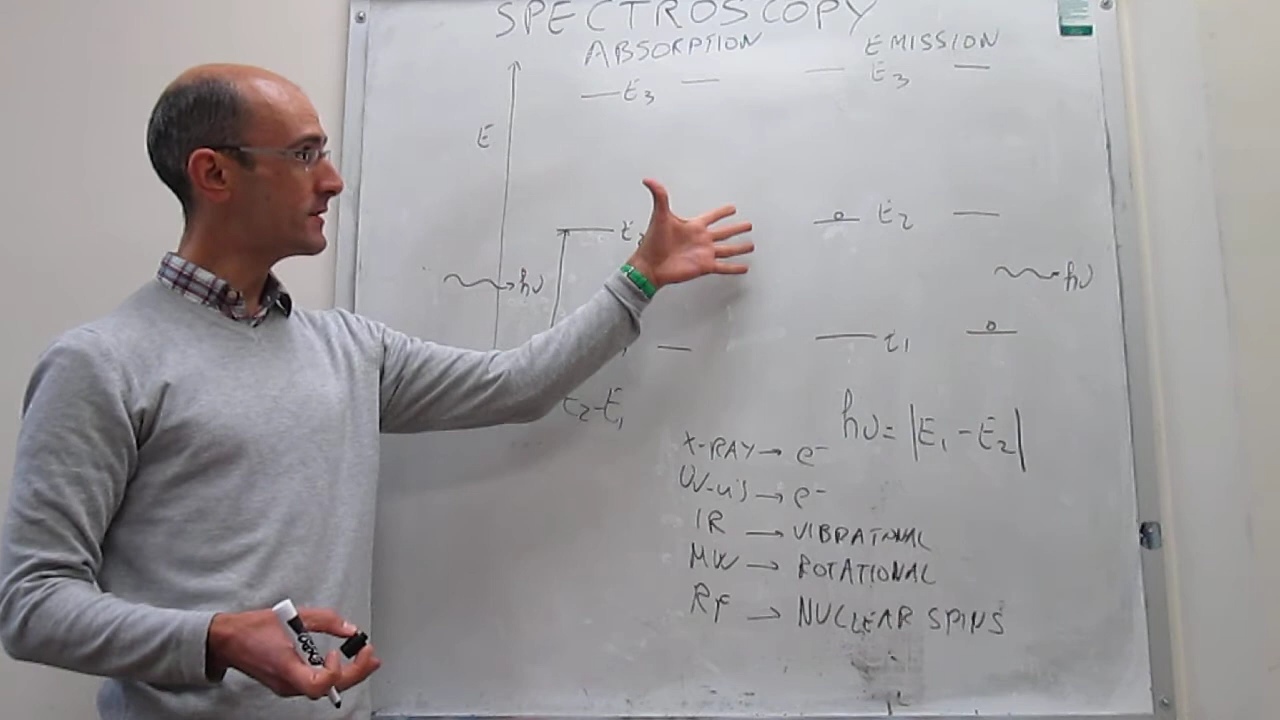 SPECTROSCOPY
ABSORPTION
EMISSION
E₃
E₃
E
E₂
E₂
hν
hν
E₁
E₂-E₁
hν = |E₁ - E₂|
X-RAY → e⁻
UV-vis → e⁻
IR → VIBRATIONAL
MW → ROTATIONAL
RF → NUCLEAR SPINS
EXPO